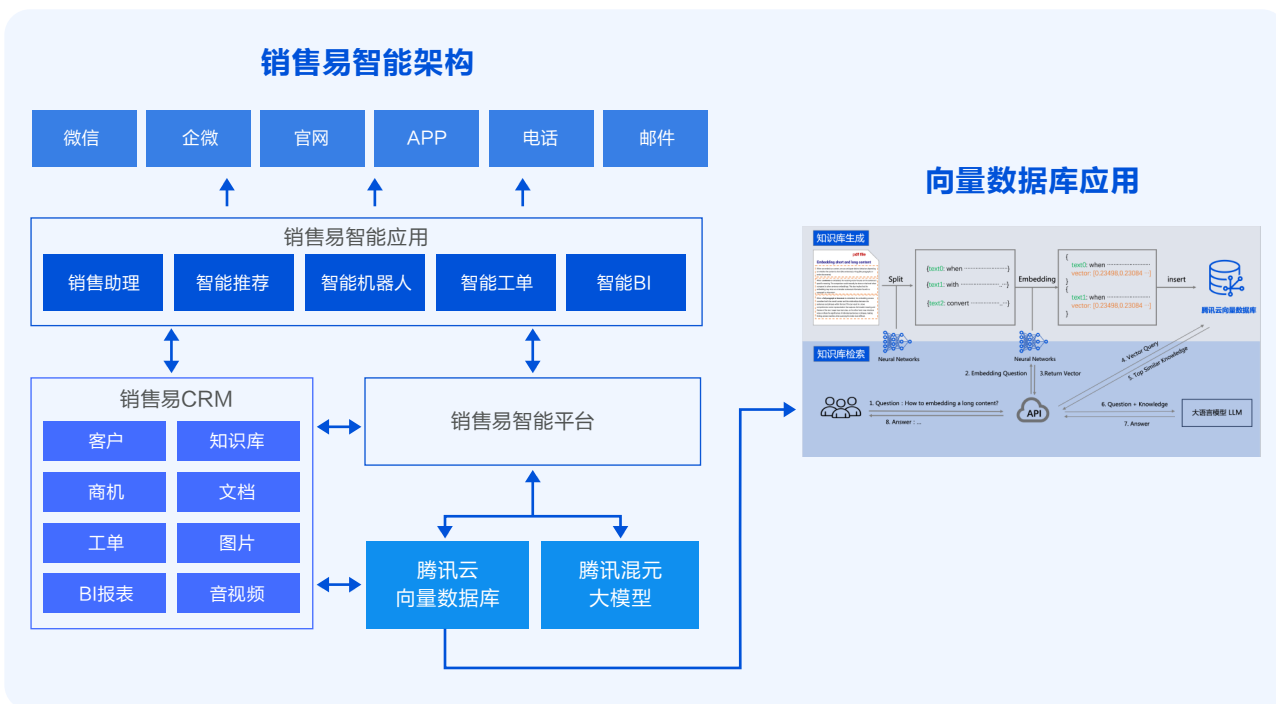 销售易智能架构
微信
企微
官网
APP
电话
邮件
销售易智能应用
销售助理
智能推荐
智能机器人
智能工单
智能BI
销售易CRM
客户
知识库
商机
文档
工单
图片
BI报表
音视频
销售易智能平台
腾讯云
向量数据库
腾讯混元
大模型
向量数据库应用
知识库生成
.pdf file
Embedding short and long content
Split
{text0: when
{text1: with
{text2: convert
Embedding
{
text0: when
vector: [0.23498,0.23084 ···]
}
{
text1: when
vector: [0.23498,0.23084 ···]
}
insert
腾讯云向量数据库
Neural Networks
Neural Networks
知识库检索
2. Embedding Question
3.Return Vector
4. Vector Query
5. Top Similar Knowledge
1. Question : How to embedding a long content?
8. Answer : ...
API
6. Question + Knowledge
7. Answer
大语言模型 LLM